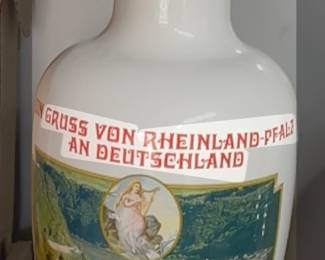 GRUSS VON RHEINLAND-PFALZ
AN DEUTSCHLAND